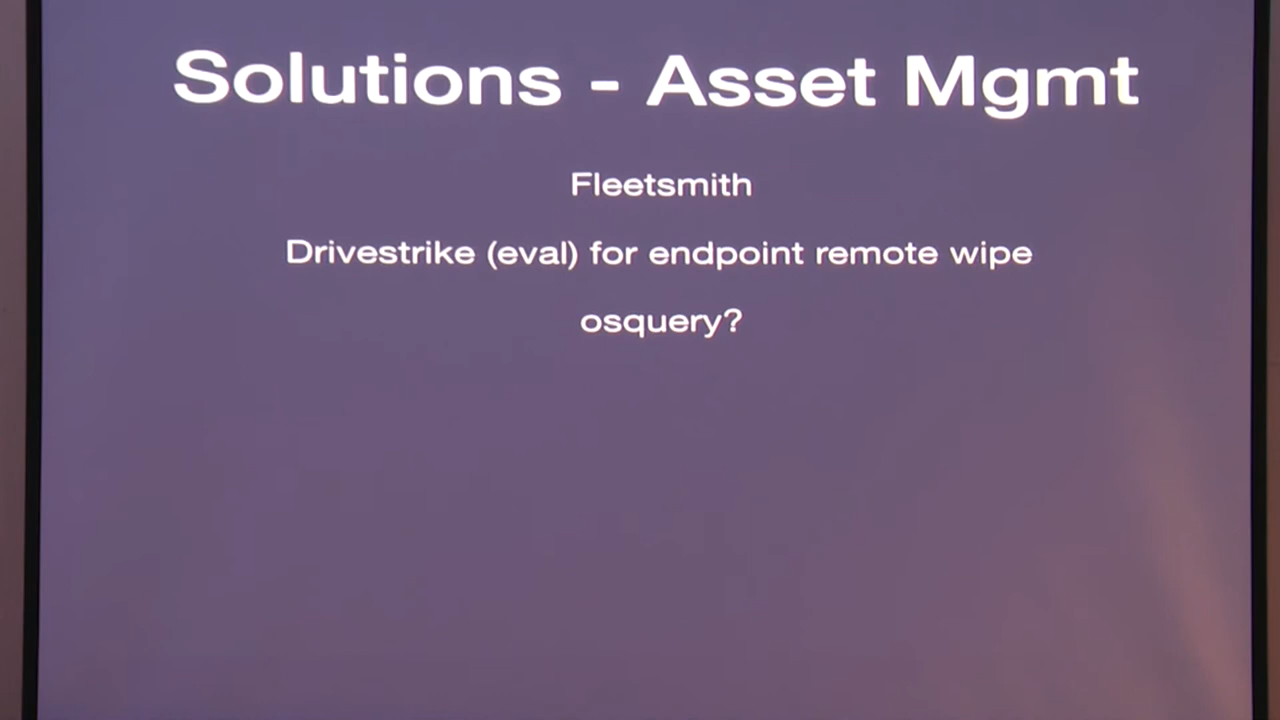 Solutions - Asset Mgmt
Fleetsmith
Drivestrike (eval) for endpoint remote wipe
osquery?